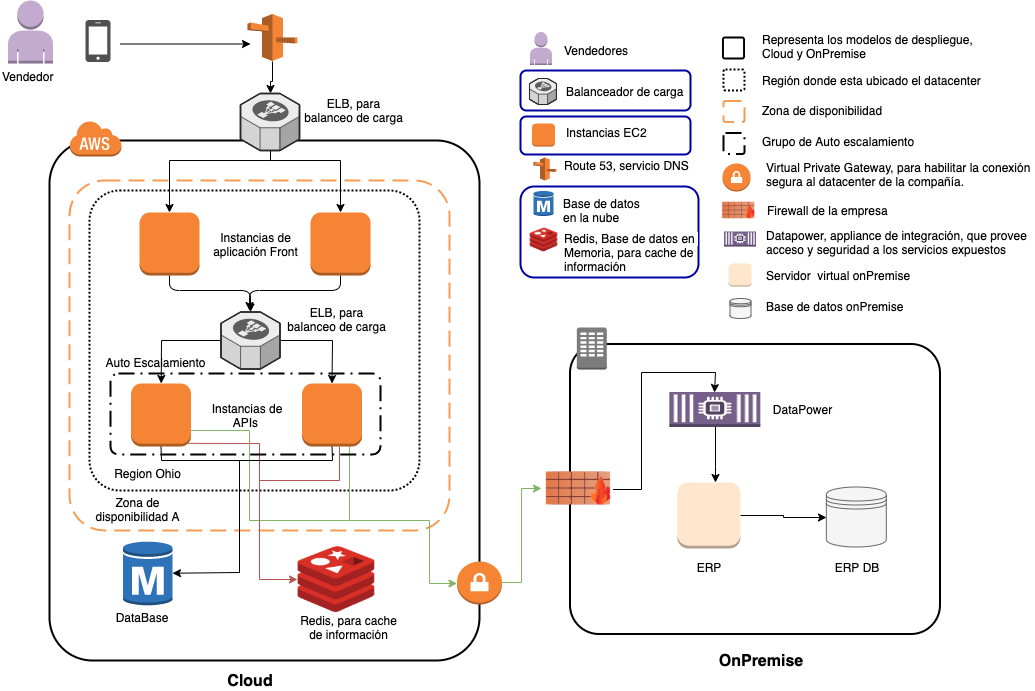 Vendedor
ELB, para
balanceo de carga
AWS
Instancias de
aplicación Front
ELB, para
balanceo de carga
Auto Escalamiento
Instancias de
APIs
Region Ohio
Zona de
disponibilidad A
M
DataBase
Redis, para cache
de información
Cloud
Vendedores
Balanceador de carga
Instancias EC2
Route 53, servicio DNS
M
Base de datos
en la nube
Redis, Base de datos en
Memoria, para cache de
información
Representa los modelos de despliegue,
Cloud y OnPremise
Región donde esta ubicado el datacenter
Zona de disponibilidad
Grupo de Auto escalamiento
Virtual Private Gateway, para habilitar la conexión
segura al datacenter de la compañía.
Firewall de la empresa
Datapower, appliance de integración, que provee
acceso y seguridad a los servicios expuestos
Servidor virtual onPremise
Base de datos onPremise
DataPower
ERP
ERP DB
OnPremise